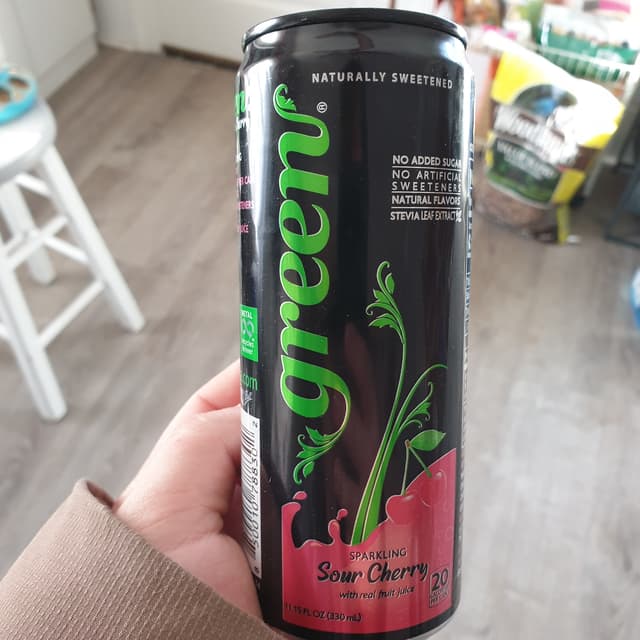 NATURALLY SWEETENED
green®
NO ADDED SUGAR
NO ARTIFICIAL
SWEETENERS
NATURAL FLAVORS
STEVIA LEAF EXTRACT
SPARKLING
Sour Cherry
with real fruit juice
20
11.15 FL OZ (330 mL)